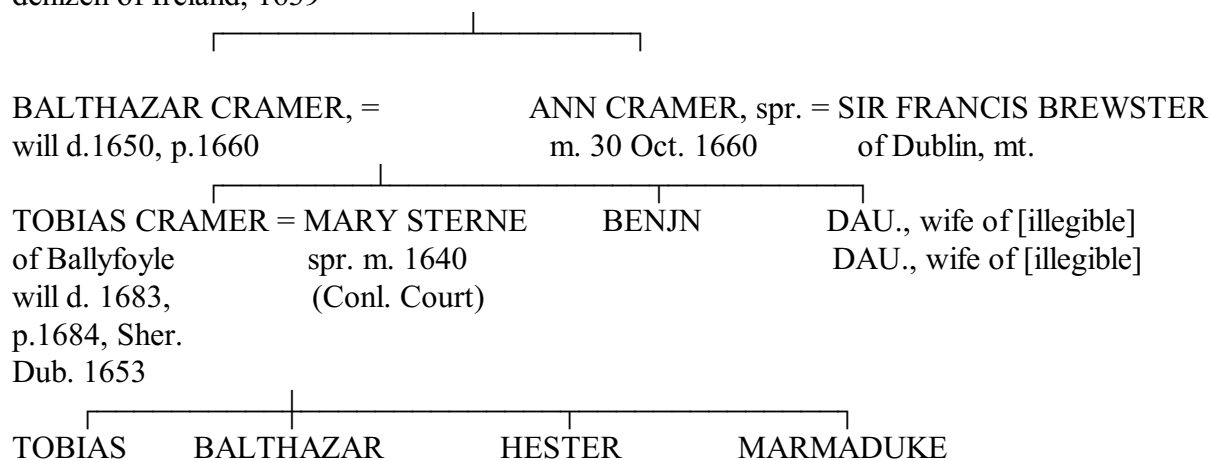 denizen of Ireland, 1639
BALTHAZAR CRAMER, = ANN CRAMER, spr. = SIR FRANCIS BREWSTER
will d.1650, p.1660 m. 30 Oct. 1660 of Dublin, mt.
TOBIAS CRAMER = MARY STERNE BENJN DAU., wife of [illegible]
of Ballyfoyle spr. m. 1640 DAU., wife of [illegible]
will d. 1683, (Conl. Court)
p.1684, Sher.
Dub. 1653
TOBIAS BALTHAZAR HESTER MARMADUKE